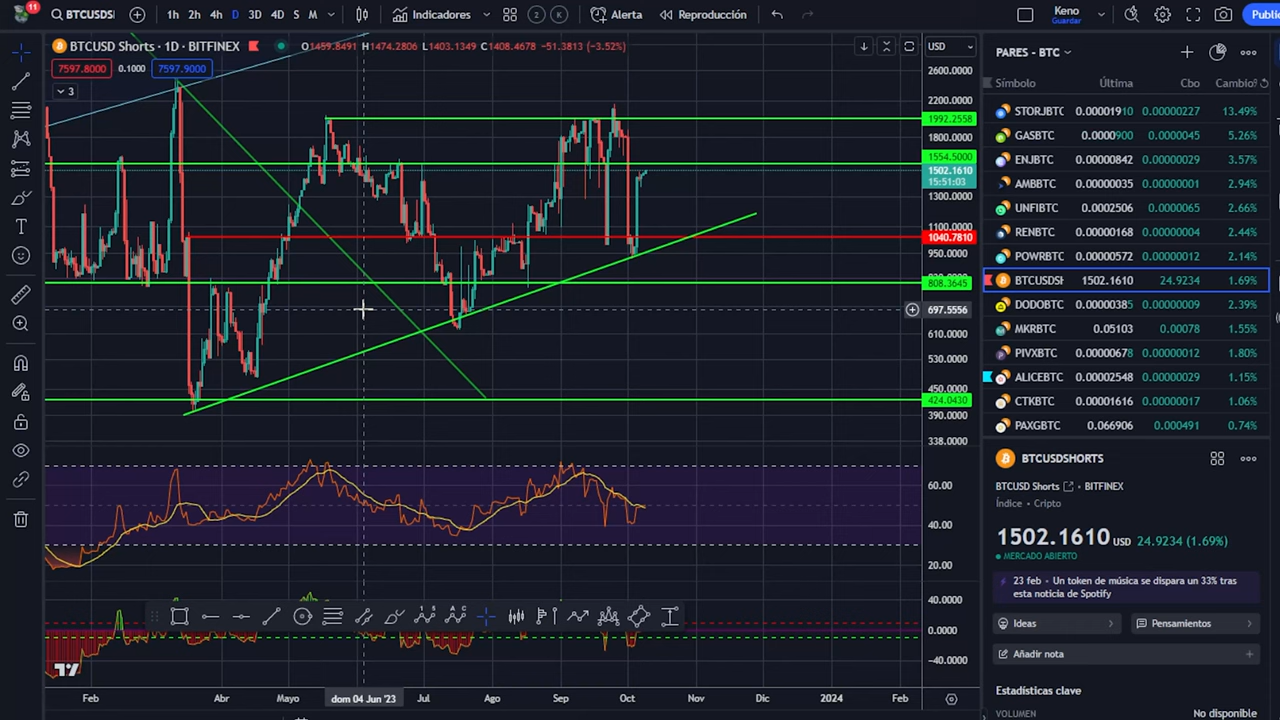 11
BTCUSDS
1h 2h 4h D 3D 4D S M
Indicadores
2 K
Alerta
Reproducción
Keno
Guardar
Public
BTCUSD Shorts · 1D · BITFINEX
O1459.8491 H1474.2806 L1403.1349 C1408.4678 −51.3813 (−3.52%)
7597.8000 0.1000 7597.9000
3
USD
2600.0000
2200.0000
1992.2558
1800.0000
1554.5000
1502.1610
15:51:03
1300.0000
1100.0000
1040.7810
950.0000
808.3645
697.5556
610.0000
530.0000
450.0000
424.0430
390.0000
338.0000
60.00
40.00
20.00
40.0000
0.0000
−40.0000
Feb Abr Mayo dom 04 Jun '23 Jul Ago Sep Oct Nov Dic 2024 Feb
PARES - BTC
Símbolo Última Cbo Cambio%
STORJBTC 0.00001910 0.00000227 13.49%
GASBTC 0.0000900 0.0000045 5.26%
ENJBTC 0.00000842 0.00000029 3.57%
AMBBTC 0.00000035 0.00000001 2.94%
UNFIBTC 0.0002506 0.0000065 2.66%
RENBTC 0.00000168 0.00000004 2.44%
POWRBTC 0.00000572 0.00000012 2.14%
BTCUSDSH 1502.1610 24.9234 1.69%
DODOBTC 0.00000385 0.00000009 2.39%
MKRBTC 0.05103 0.00078 1.55%
PIVXBTC 0.00000678 0.00000012 1.80%
ALICEBTC 0.00002548 0.00000029 1.15%
CTKBTC 0.00001616 0.00000017 1.06%
PAXGBTC 0.066906 0.000491 0.74%
BTCUSDSHORTS
BTCUSD Shorts · BITFINEX
Índice · Cripto
1502.1610 USD 24.9234 (1.69%)
MERCADO ABIERTO
23 feb · Un token de música se dispara un 33% tras
esta noticia de Spotify
Ideas
Pensamientos
Añadir nota
Estadísticas clave
VOLUMEN No disponible